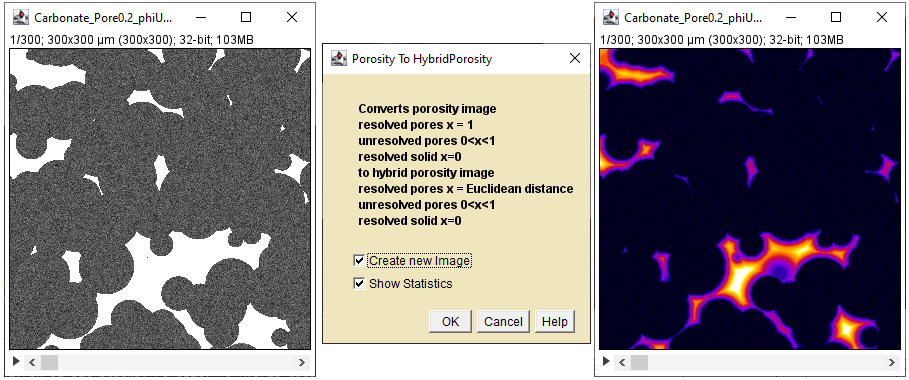 Carbonate_Pore0.2_phiU...
1/300; 300x300 µm (300x300); 32-bit; 103MB
Porosity To HybridPorosity
Converts porosity image
resolved pores x = 1
unresolved pores 0<x<1
resolved solid x=0
to hybrid porosity image
resolved pores x = Euclidean distance
unresolved pores 0<x<1
resolved solid x=0
Create new Image
Show Statistics
OK Cancel Help
Carbonate_Pore0.2_phiU...
1/300; 300x300 µm (300x300); 32-bit; 103MB